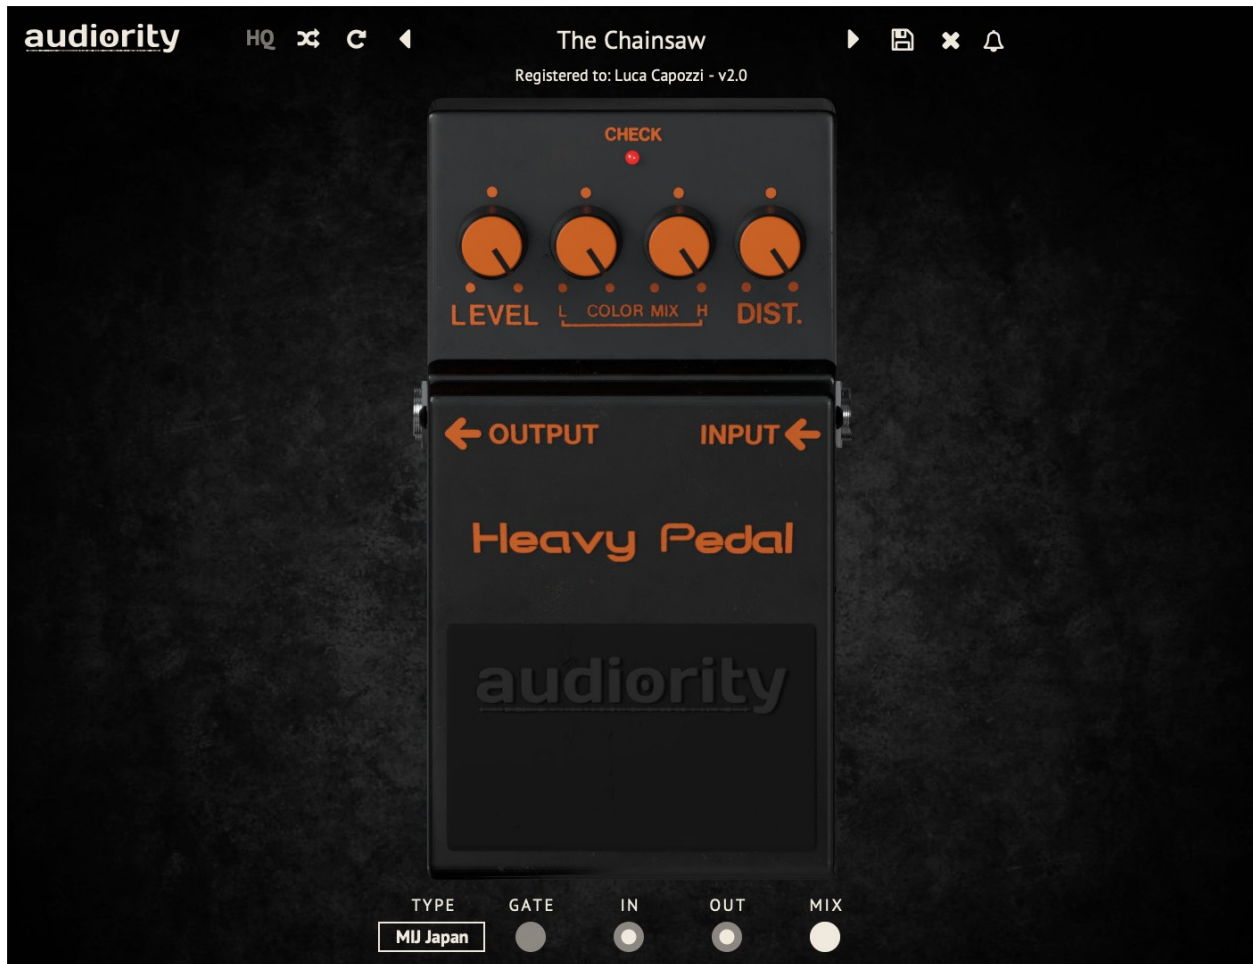 audiority
HQ
The Chainsaw
Registered to: Luca Capozzi - v2.0
CHECK
LEVEL
L COLOR MIX H
DIST.
OUTPUT
INPUT
Heavy Pedal
audiority
TYPE GATE IN OUT MIX
MIJ Japan